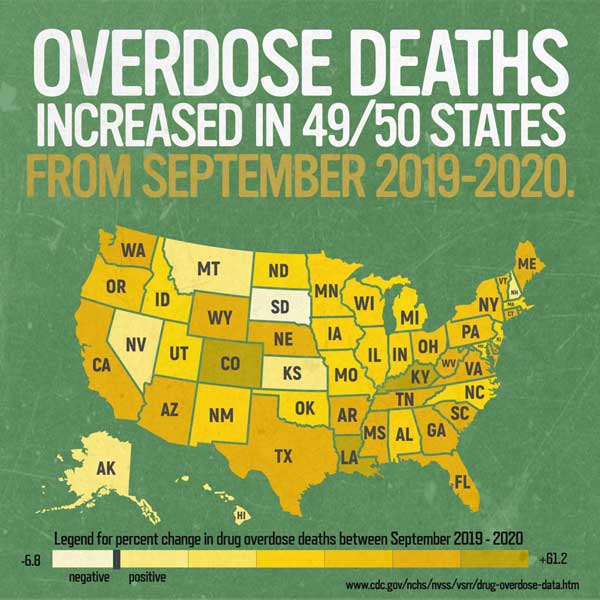 OVERDOSE DEATHS
INCREASED IN 49/50 STATES
FROM SEPTEMBER 2019-2020.
WA
MT
ND
ME
VT
NH
OR
ID
MN
WI
NY
MA
SD
MI
CT
WY
IA
PA
NE
NV
OH
IL
IN
UT
CO
WV
VA
CA
KS
MO
KY
NC
TN
AZ
NM
OK
AR
SC
MS
AL
GA
TX
LA
AK
FL
HI
Legend for percent change in drug overdose deaths between September 2019 - 2020
-6.8
+61.2
negative positive
www.cdc.gov/nchs/nvss/vsrr/drug-overdose-data.htm